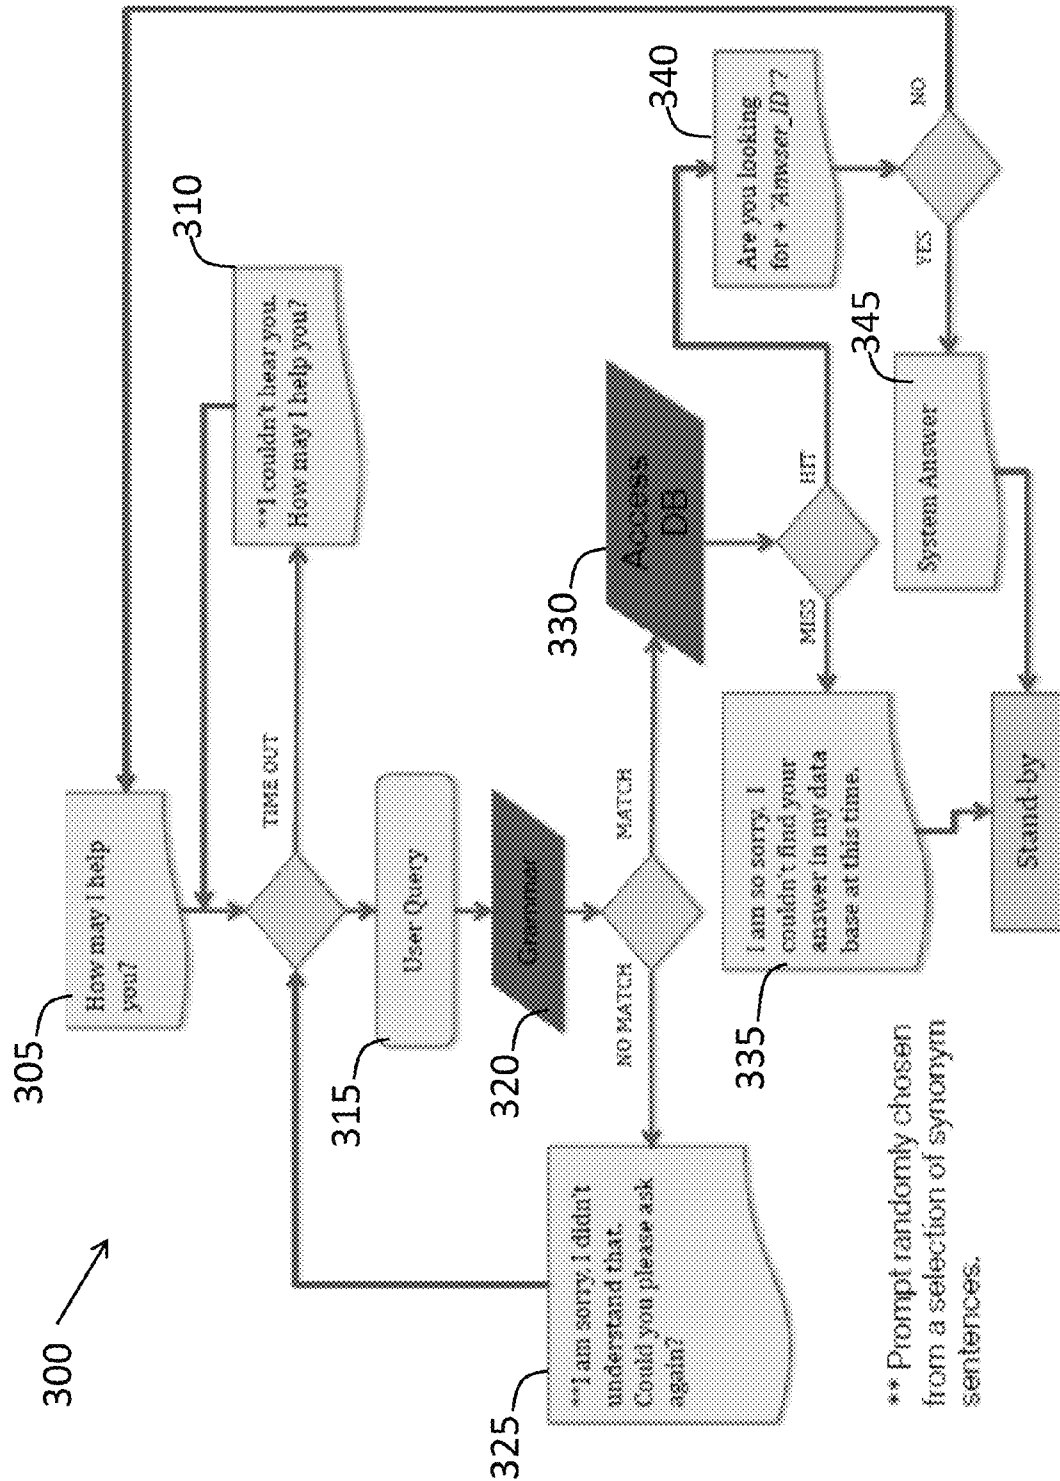 300
305
How may I help
you?
310
**I couldn't hear you.
How may I help you?
TIME OUT
315
User Query
320
Grammar
NO MATCH
MATCH
325
**I am sorry. I didn't
understand that.
Could you please ask
again?
330
Access
DB
MISS
HIT
335
I am so sorry. I
couldn't find your
answer in my data
base at this time.
340
Are you looking
for + 'Anwser_ID'?
YES
NO
345
System Answer
Stand-by
** Prompt randomly chosen
from a selection of synonym
sentences.